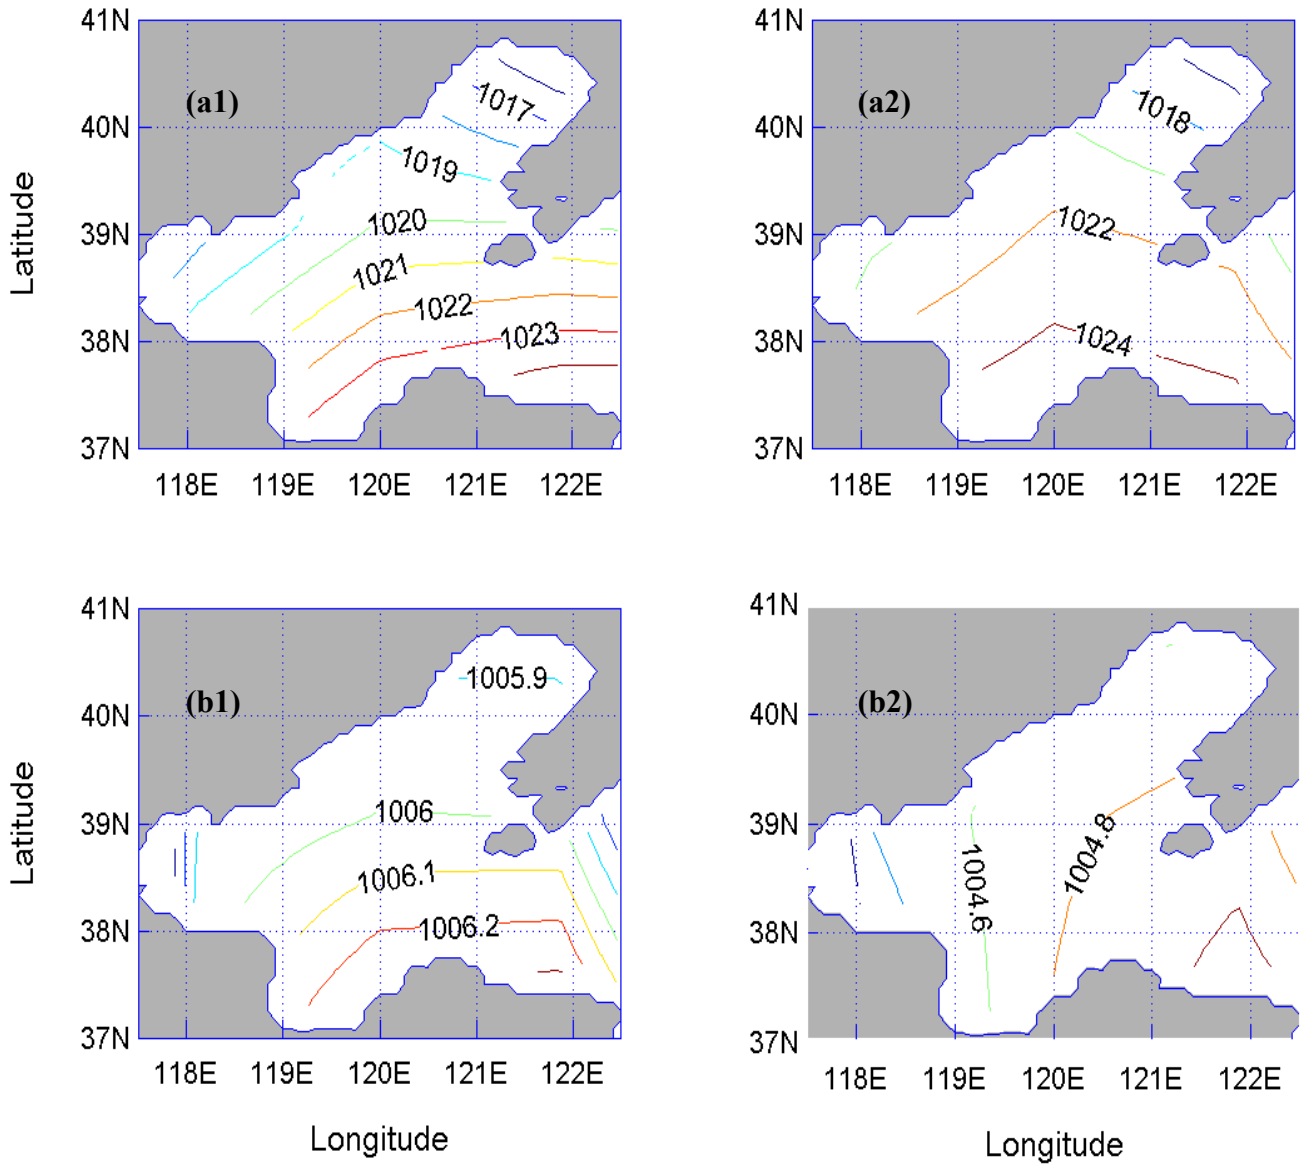 41N
(a1)
1017
40N
1019
1020
39N
1021
1022
1023
38N
37N
118E 119E 120E 121E 122E
Latitude
41N
(a2)
1018
40N
1022
39N
1024
38N
37N
118E 119E 120E 121E 122E
41N
1005.9
(b1)
40N
1006
39N
1006.1
1006.2
38N
37N
118E 119E 120E 121E 122E
Latitude
Longitude
41N
(b2)
40N
39N
1004.8
1004.6
38N
37N
118E 119E 120E 121E 122E
Longitude